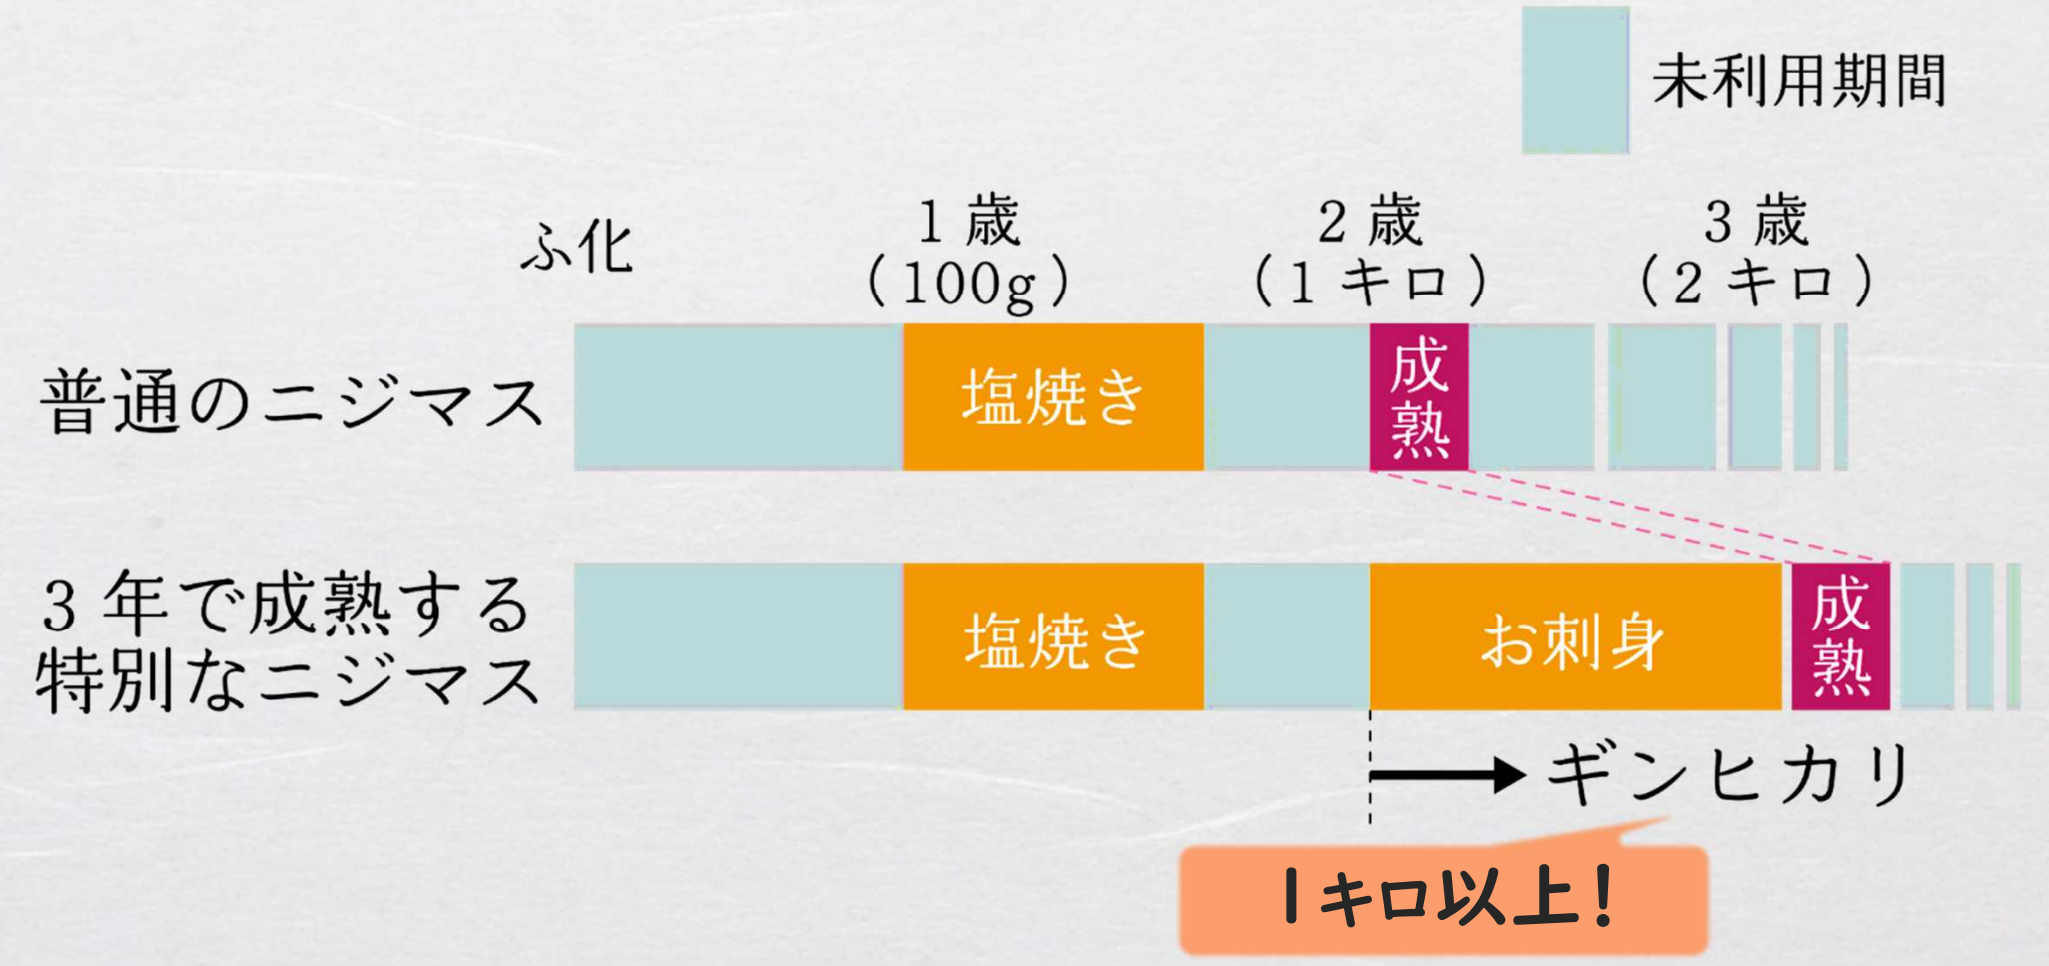 未利用期間
ふ化
1歳
（100g）
2歳
（1キロ）
3歳
（2キロ）
普通のニジマス
塩焼き
成熟
3年で成熟する
特別なニジマス
塩焼き
お刺身
成熟
ギンヒカリ
1キロ以上！